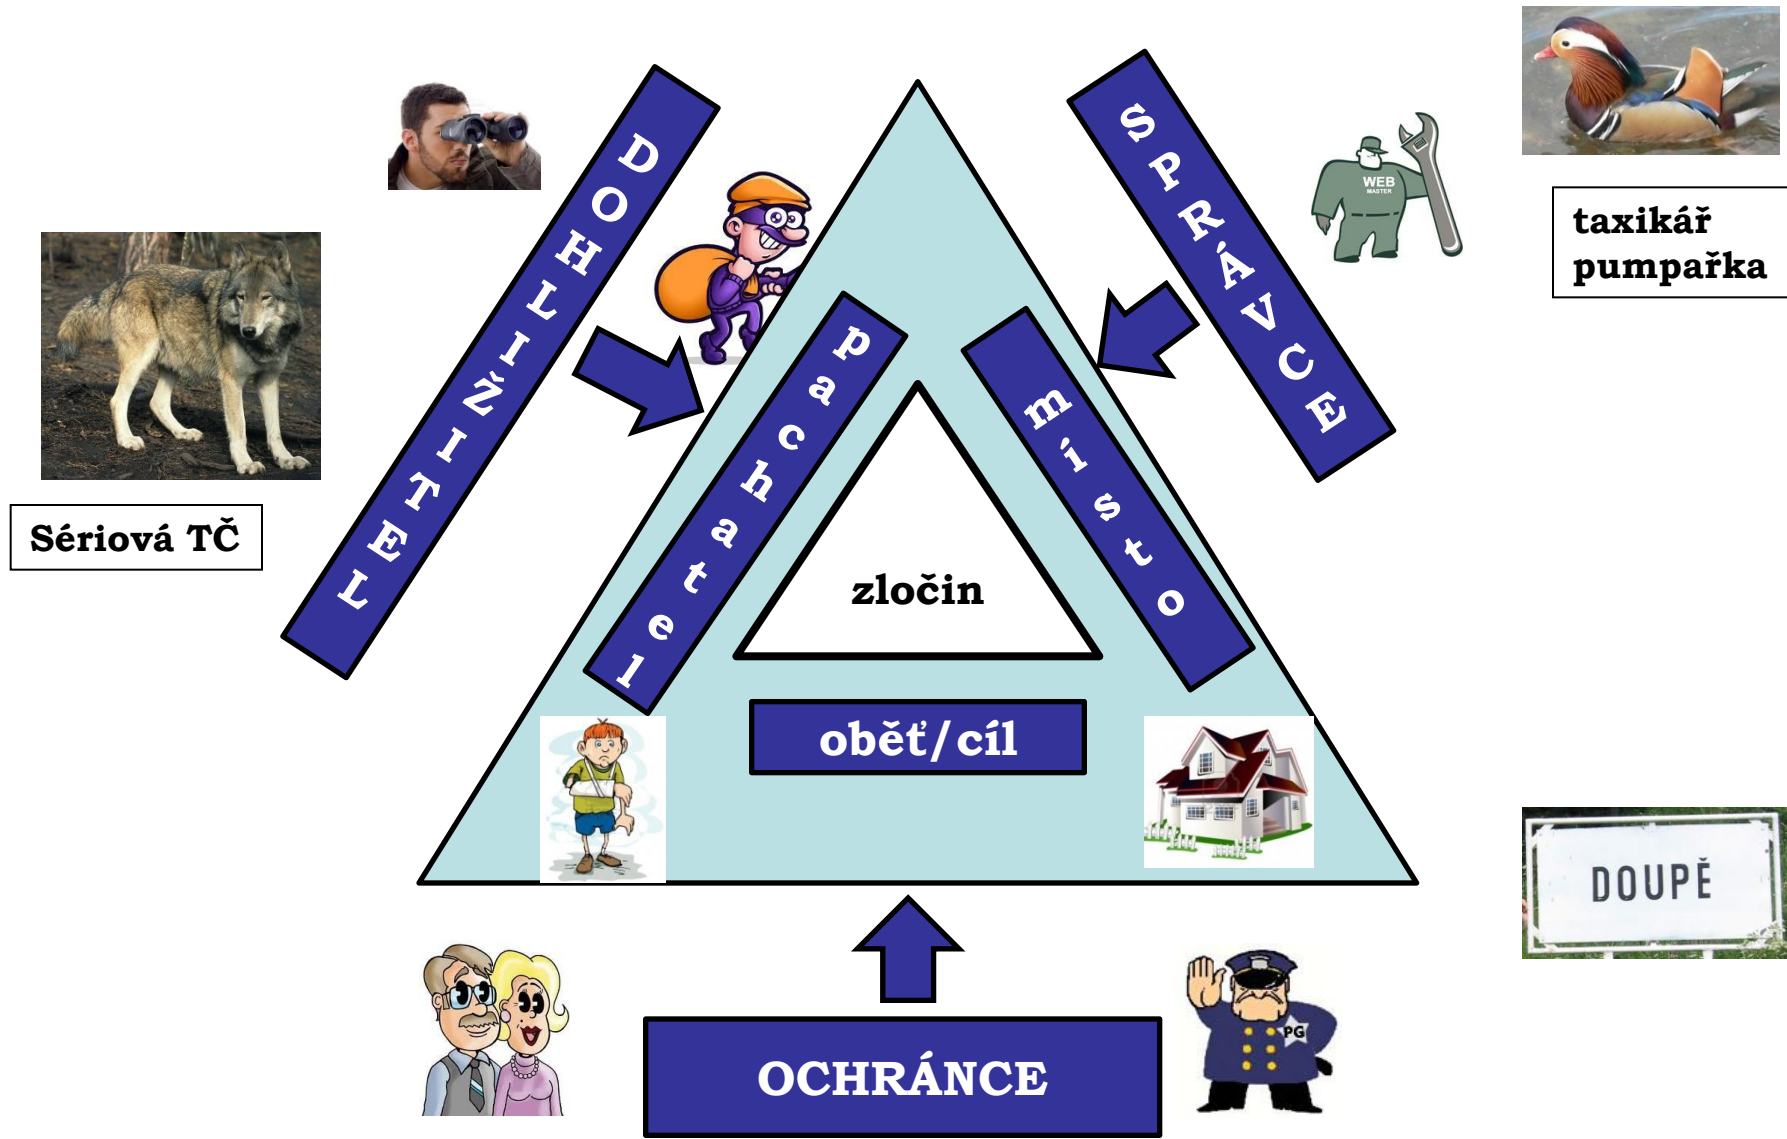 DOHLIŽITEL
SPRÁVCE
WEB
MASTER
taxikář
pumpařka
pachatel
místo
Sériová TČ
zločin
oběť/cíl
DOUPĚ
PG
OCHRÁNCE